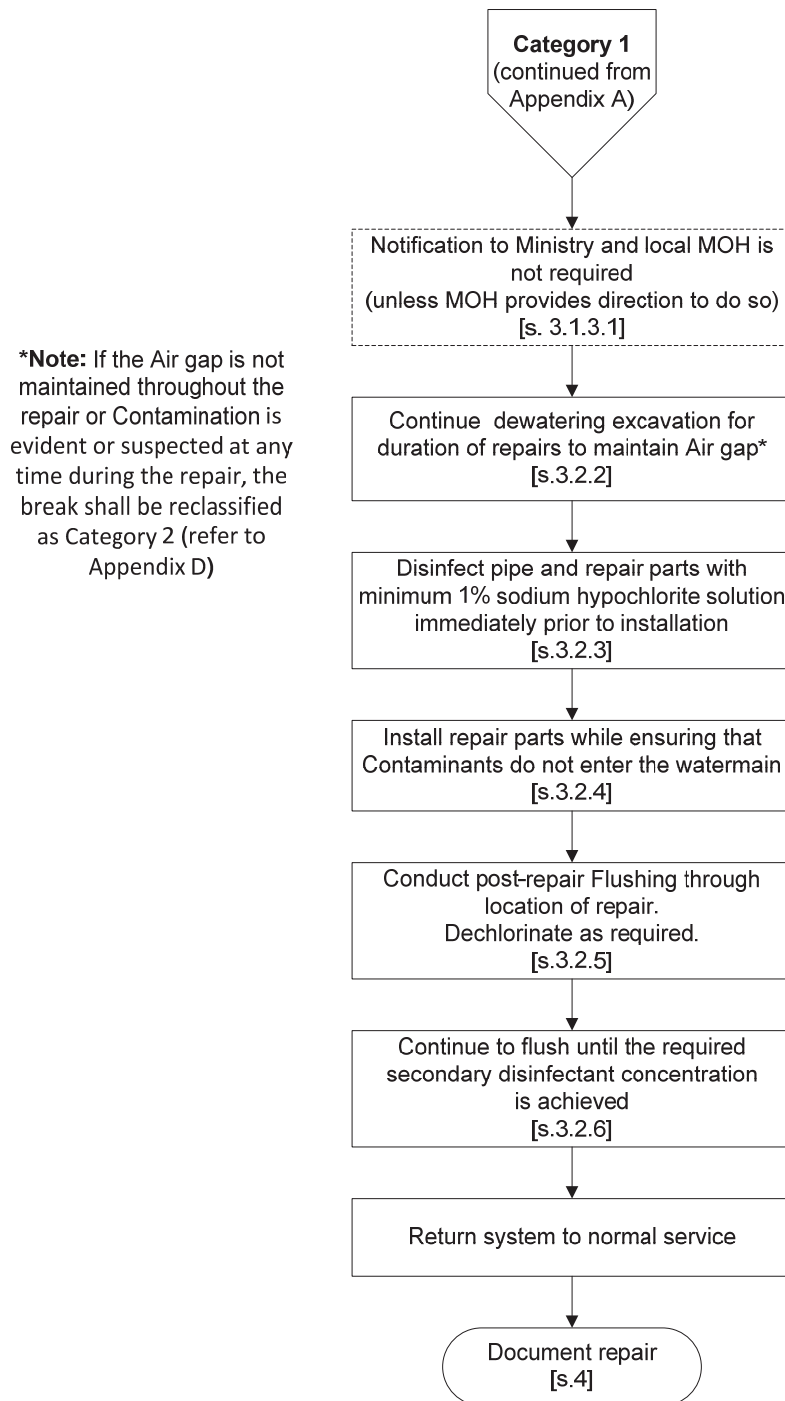 Category 1
(continued from
Appendix A)
Notification to Ministry and local MOH is
not required
(unless MOH provides direction to do so)
[s. 3.1.3.1]
*Note: If the Air gap is not
maintained throughout the
repair or Contamination is
evident or suspected at any
time during the repair, the
break shall be reclassified
as Category 2 (refer to
Appendix D)
Continue dewatering excavation for
duration of repairs to maintain Air gap*
[s.3.2.2]
Disinfect pipe and repair parts with
minimum 1% sodium hypochlorite solution
immediately prior to installation
[s.3.2.3]
Install repair parts while ensuring that
Contaminants do not enter the watermain
[s.3.2.4]
Conduct post-repair Flushing through
location of repair.
Dechlorinate as required.
[s.3.2.5]
Continue to flush until the required
secondary disinfectant concentration
is achieved
[s.3.2.6]
Return system to normal service
Document repair
[s.4]